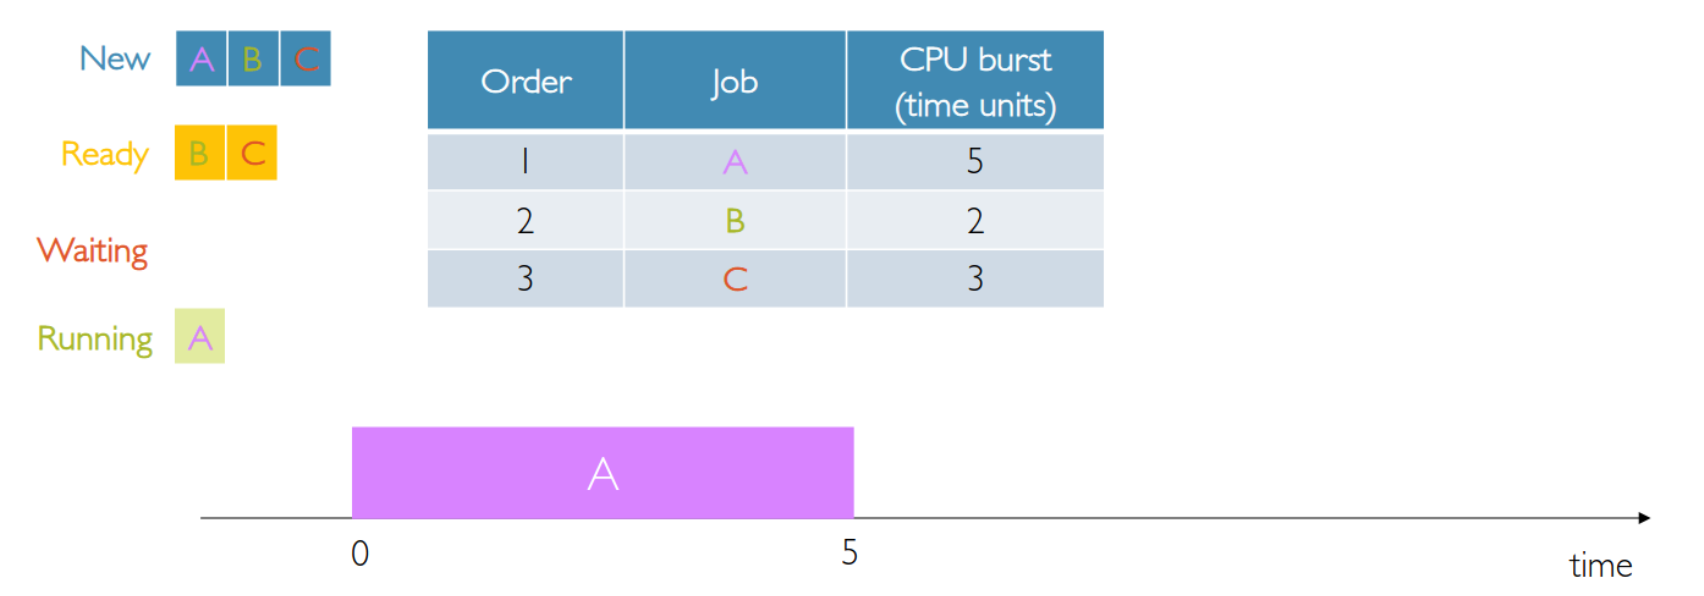 New A B C
Ready B C
Waiting
Running A
Order Job CPU burst
(time units)
1 A 5
2 B 2
3 C 3
A
0 5
time